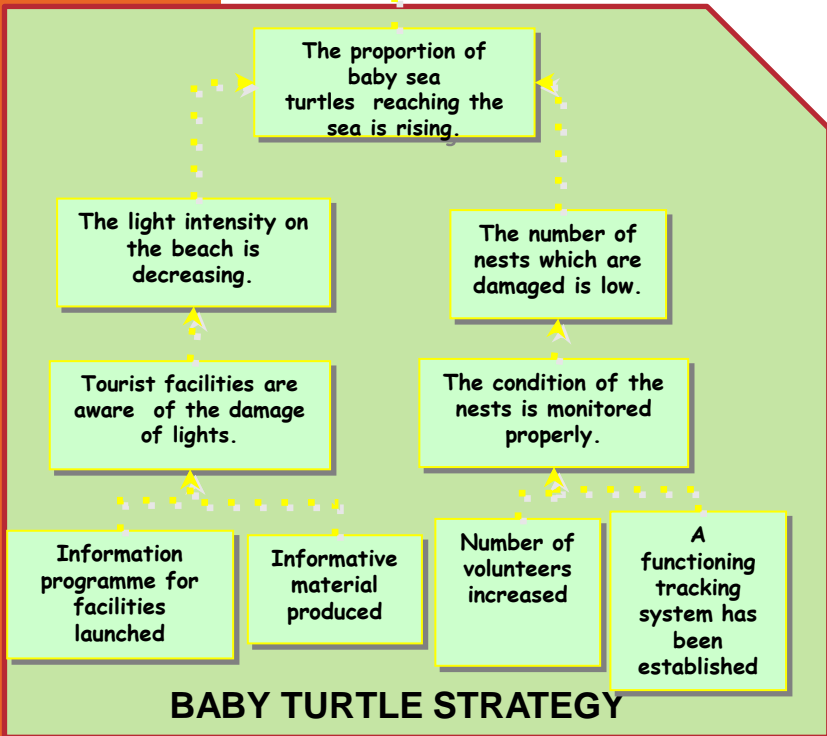 The proportion of
baby sea
turtles reaching the
sea is rising.
The light intensity on
the beach is
decreasing.
The number of
nests which are
damaged is low.
Tourist facilities are
aware of the damage
of lights.
The condition of the
nests is monitored
properly.
Information
programme for
facilities
launched
Informative
material
produced
Number of
volunteers
increased
A
functioning
tracking
system has
been
established
BABY TURTLE STRATEGY